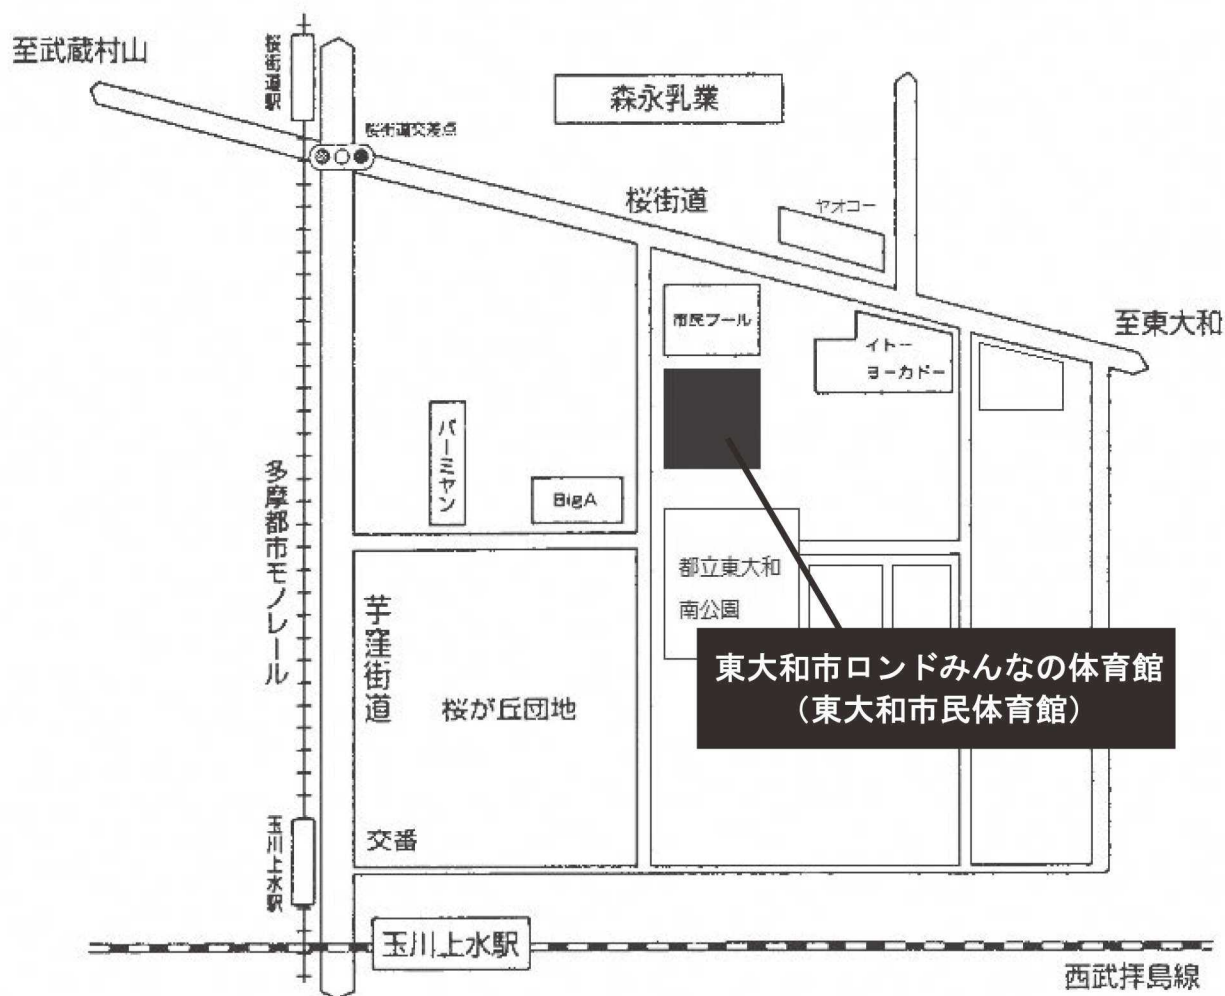 至武蔵村山
桜街道駅
森永乳業
桜街道交差点
桜街道
ヤオコー
市民プール
イトー
ヨーカドー
至東大和
バーミヤン
BigA
多摩都市モノレール
都立東大和
南公園
芋窪街道
東大和市ロンドみんなの体育館
（東大和市民体育館）
桜が丘団地
交番
玉川上水駅
玉川上水駅
西武拝島線